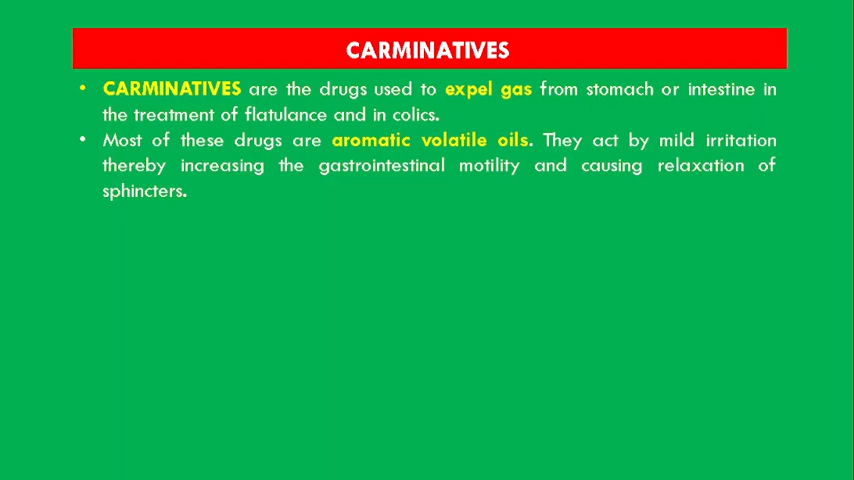 CARMINATIVES
• CARMINATIVES are the drugs used to expel gas from stomach or intestine in
the treatment of flatulance and in colics.
• Most of these drugs are aromatic volatile oils. They act by mild irritation
thereby increasing the gastrointestinal motility and causing relaxation of
sphincters.